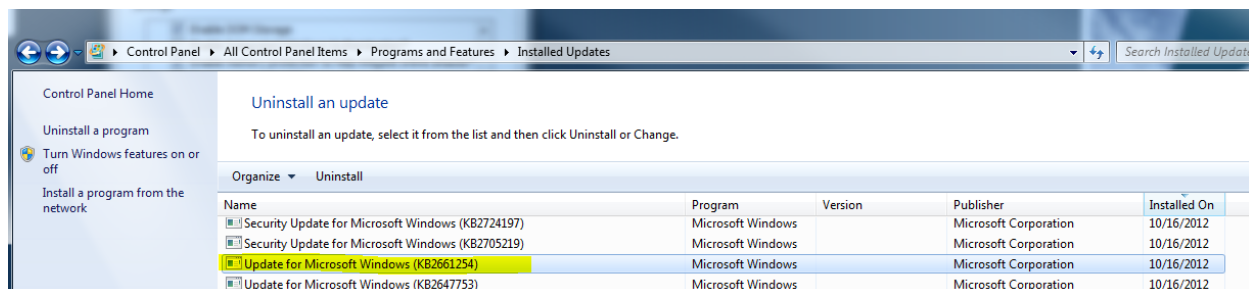 Control Panel ▸ All Control Panel Items ▸ Programs and Features ▸ Installed Updates
Search Installed Update
Control Panel Home
Uninstall a program
Turn Windows features on or
off
Install a program from the
network
Uninstall an update
To uninstall an update, select it from the list and then click Uninstall or Change.
Organize Uninstall
Name Program Version Publisher Installed On
Security Update for Microsoft Windows (KB2724197) Microsoft Windows Microsoft Corporation 10/16/2012
Security Update for Microsoft Windows (KB2705219) Microsoft Windows Microsoft Corporation 10/16/2012
Update for Microsoft Windows (KB2661254) Microsoft Windows Microsoft Corporation 10/16/2012
Update for Microsoft Windows (KB2647753) Microsoft Windows Microsoft Corporation 10/16/2012